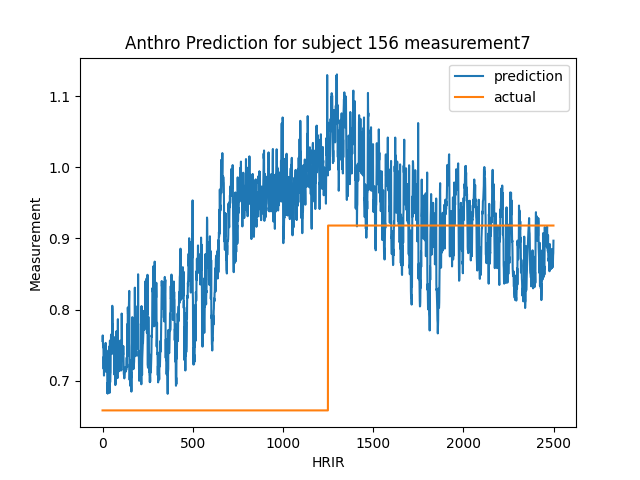 Anthro Prediction for subject 156 measurement7
prediction
actual
1.1
1.0
0.9
0.8
0.7
Measurement
0
500
1000
1500
2000
2500
HRIR